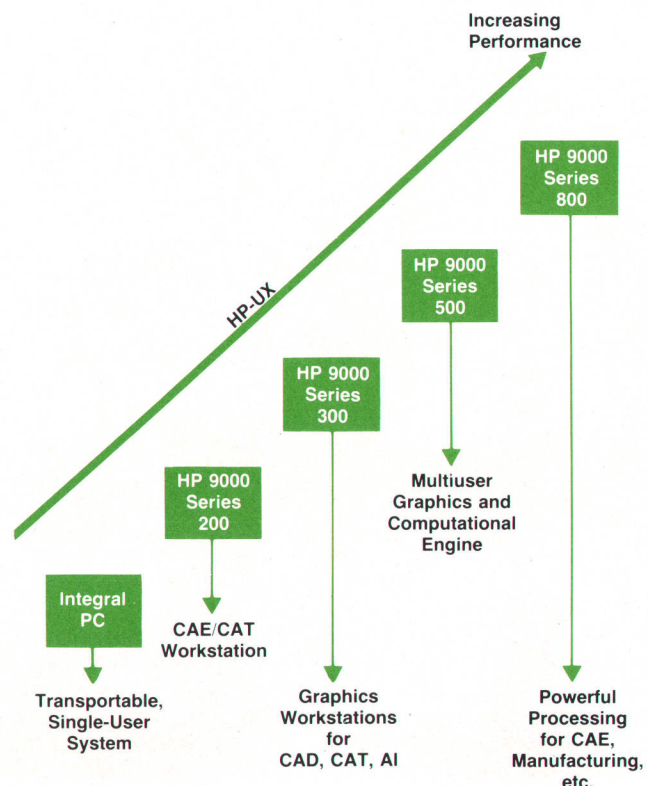 Increasing
Performance
HP 9000
Series
800
HP 9000
Series
500
HP-UX
HP 9000
Series
300
HP 9000
Series
200
Multiuser
Graphics and
Computational
Engine
Integral
PC
CAE/CAT
Workstation
Transportable,
Single-User
System
Graphics
Workstations
for
CAD, CAT, AI
Powerful
Processing
for CAE,
Manufacturing,
etc.